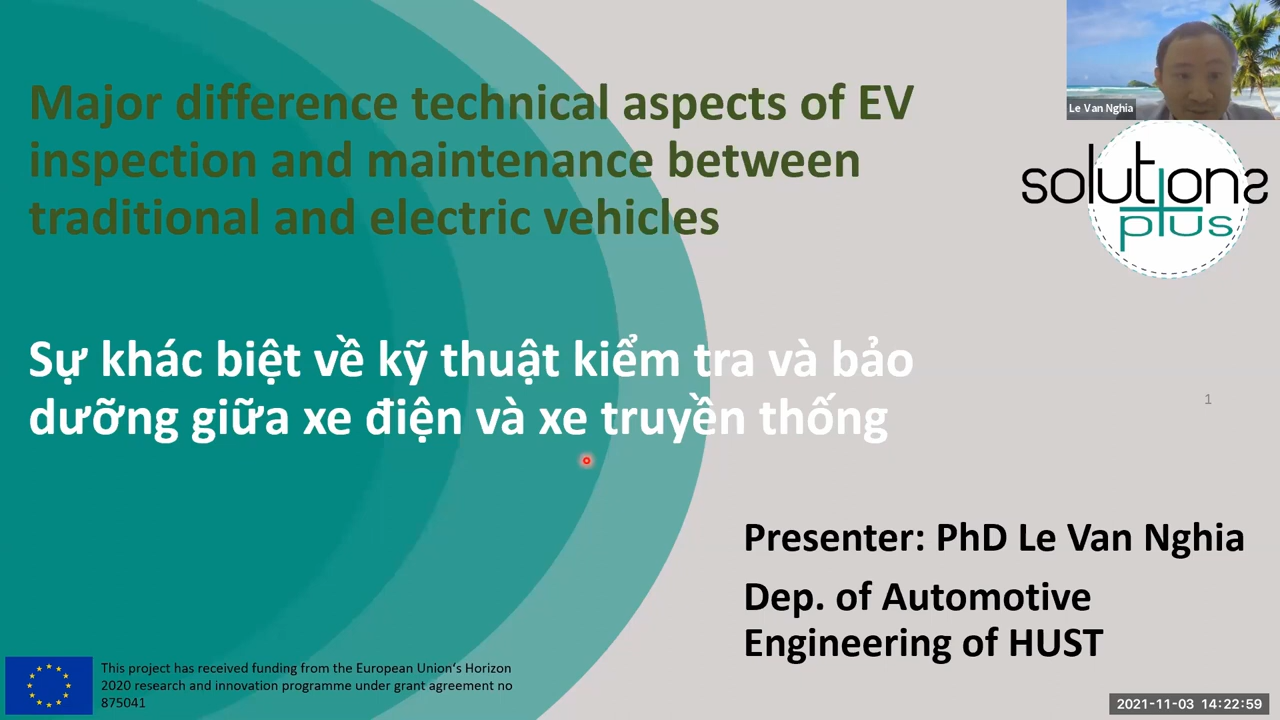 Major difference technical aspects of EV
inspection and maintenance between
traditional and electric vehicles
Le Van Nghia
solutions
plus
Sự khác biệt về kỹ thuật kiểm tra và bảo
dưỡng giữa xe điện và xe truyền thống
1
Presenter: PhD Le Van Nghia
Dep. of Automotive
Engineering of HUST
This project has received funding from the European Union's Horizon
2020 research and innovation programme under grant agreement no
875041
2021-11-03 14:22:59